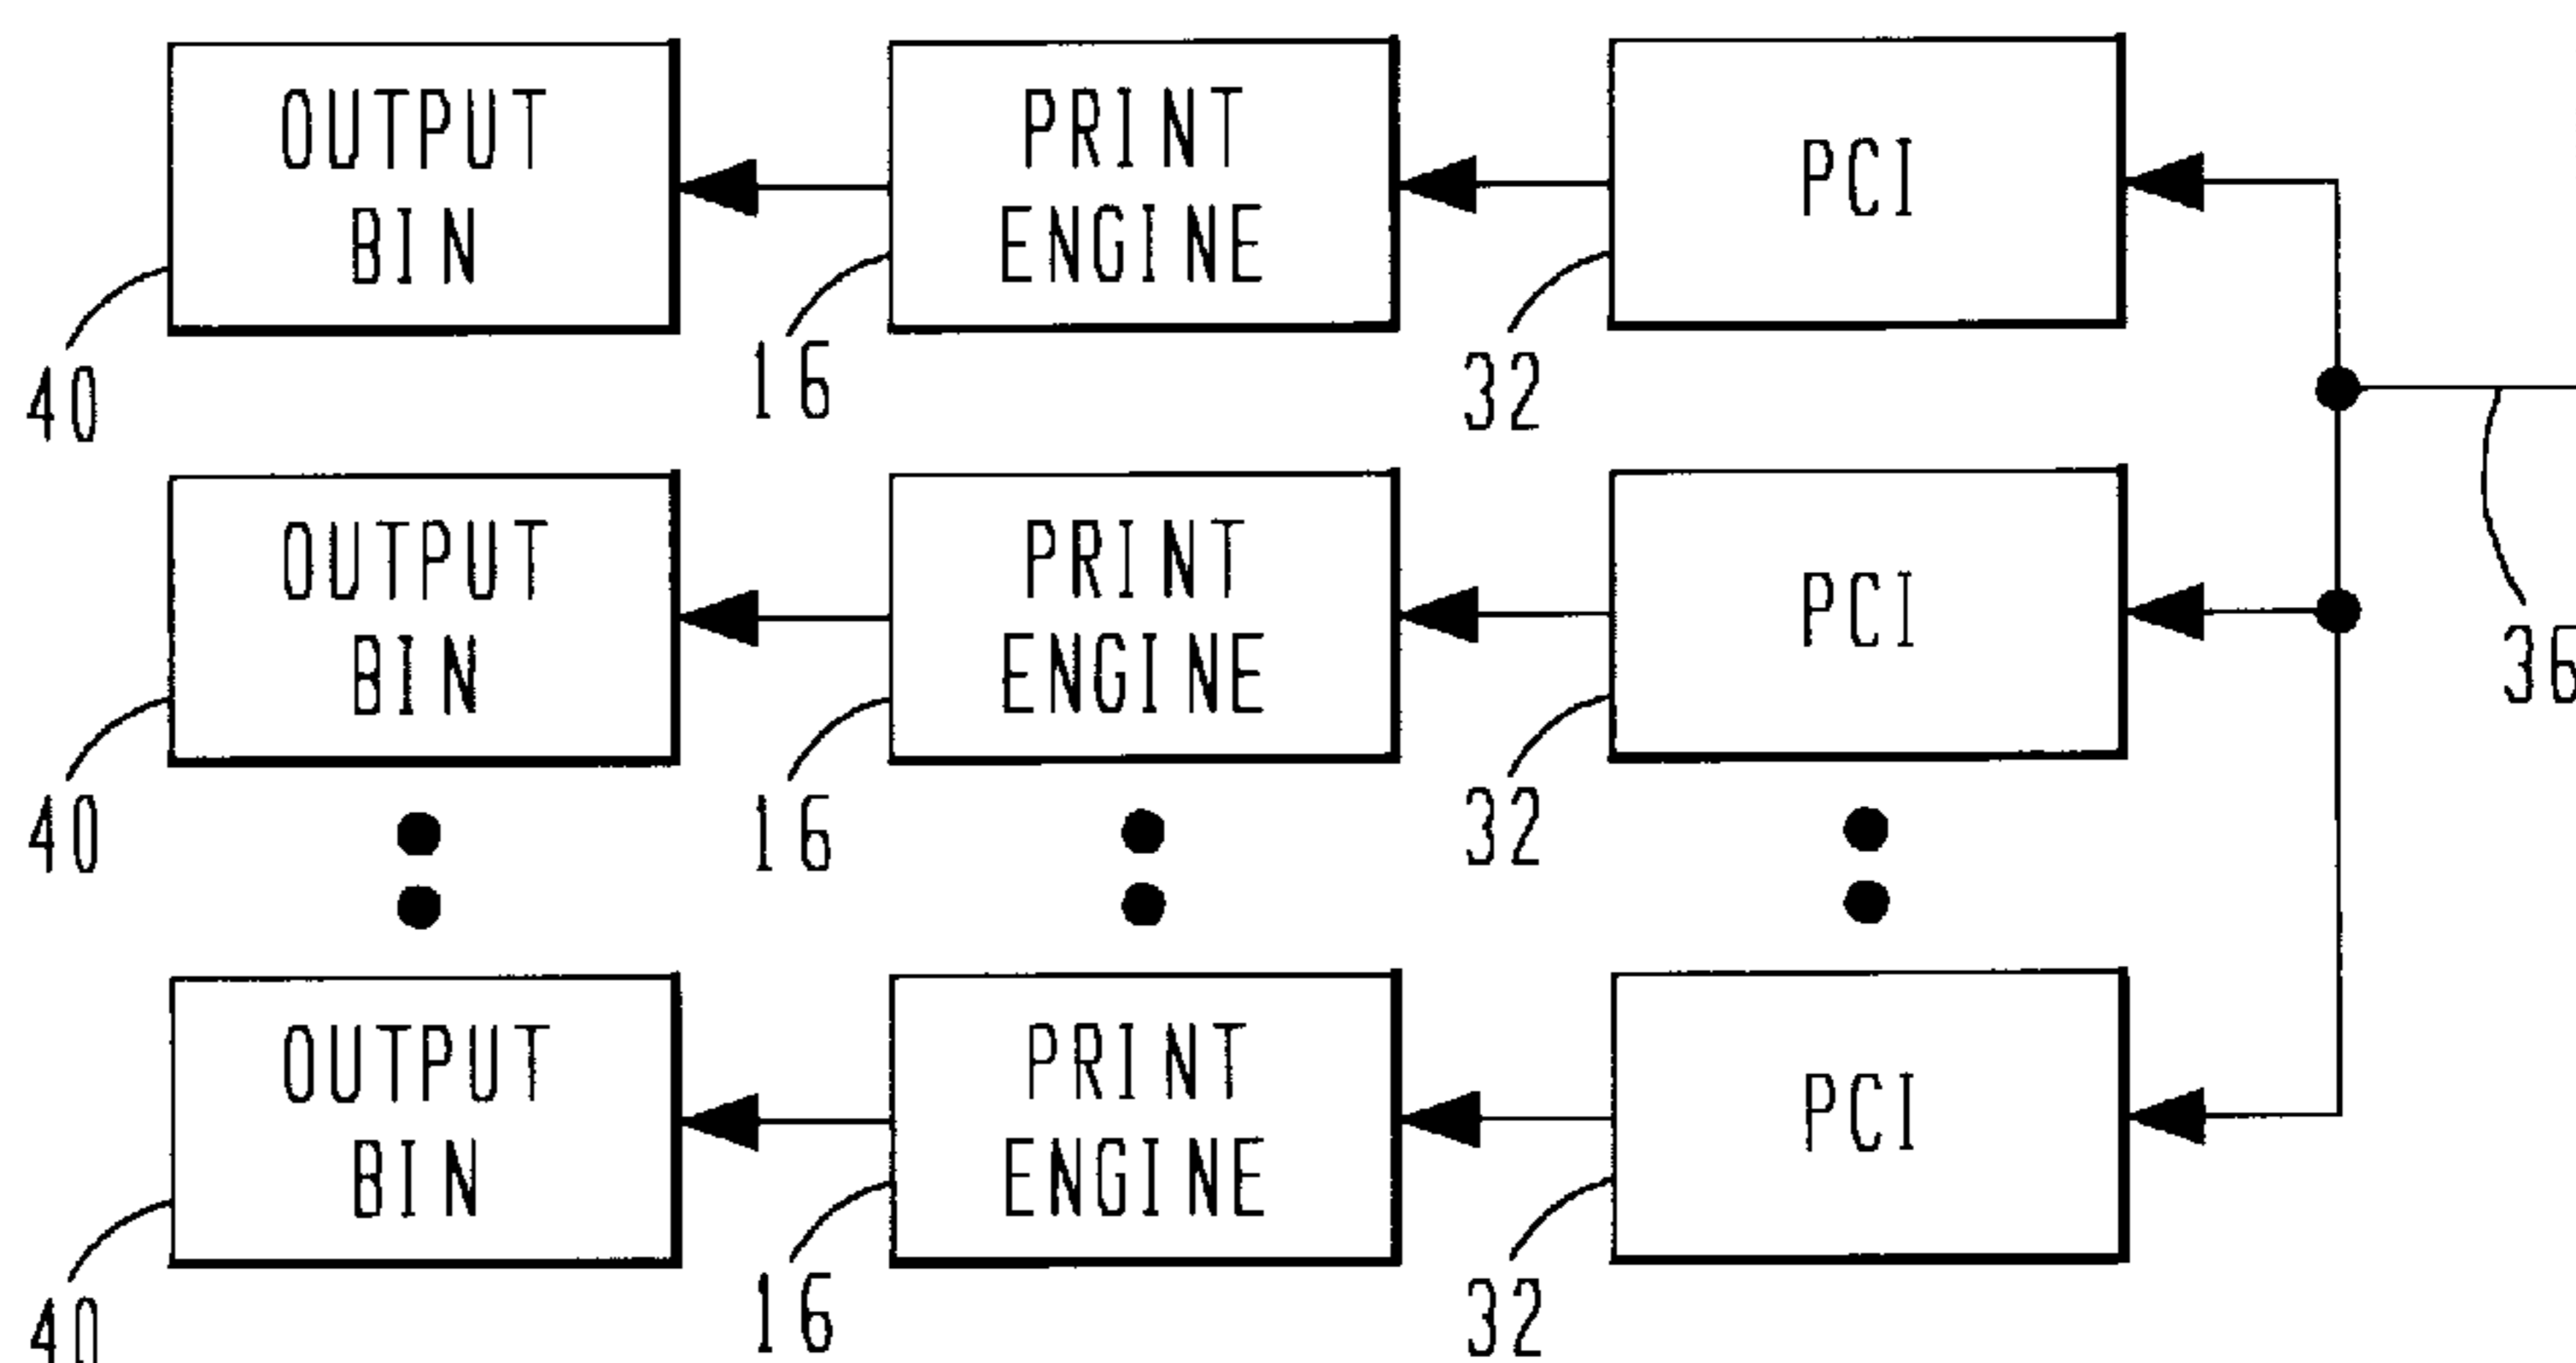 OUTPUT
BIN
PRINT
ENGINE
PCI
40
16
32
OUTPUT
BIN
PRINT
ENGINE
PCI
36
40
16
32
OUTPUT
BIN
PRINT
ENGINE
PCI
40
16
32